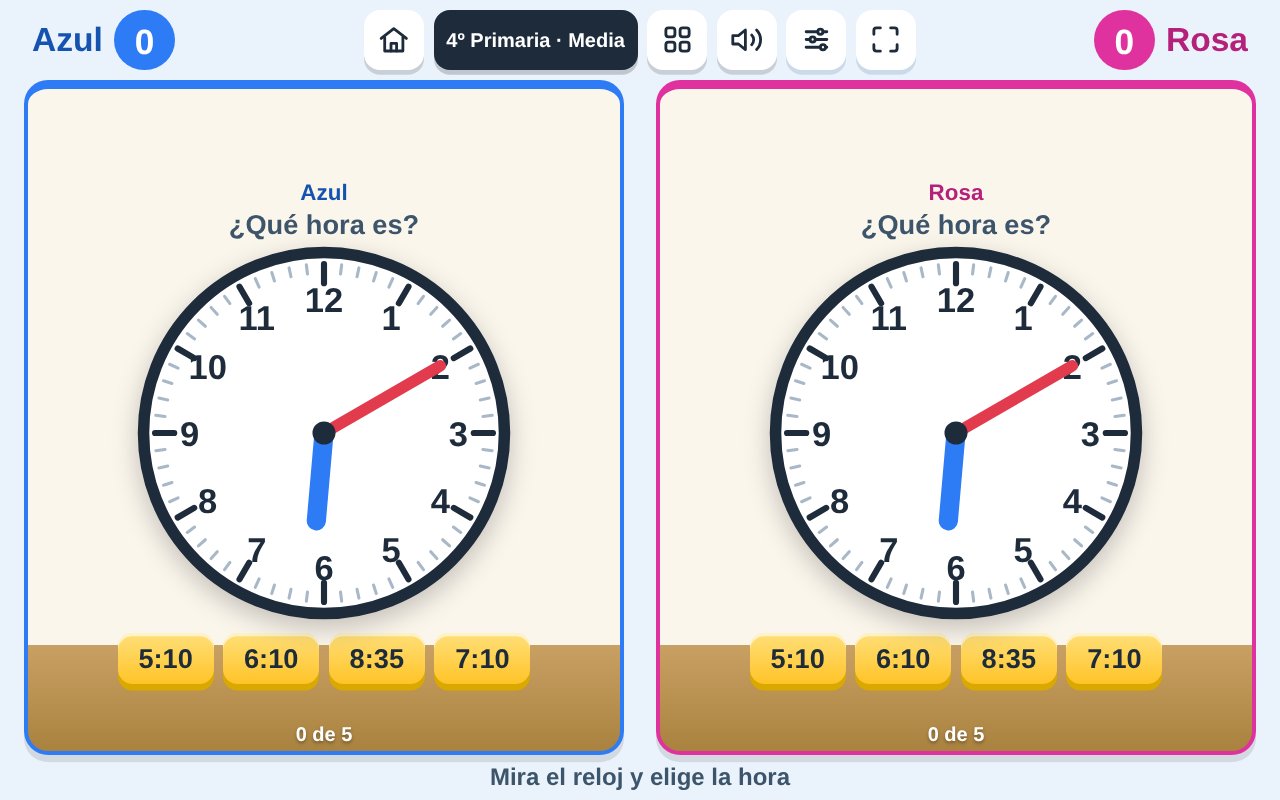 Azul 0
4º Primaria · Media
0 Rosa
Azul
¿Qué hora es?
12
11 1
10 2
9 3
8 4
7 5
6
5:10 6:10 8:35 7:10
0 de 5
Rosa
¿Qué hora es?
12
11 1
10 2
9 3
8 4
7 5
6
5:10 6:10 8:35 7:10
0 de 5
Mira el reloj y elige la hora